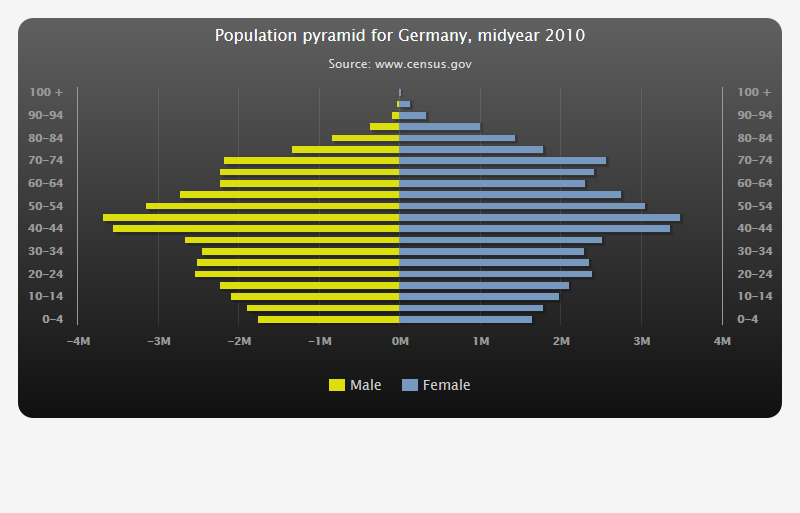 Population pyramid for Germany, midyear 2010
Source: www.census.gov
100 + 100 +
90–94 90–94
80–84 80–84
70–74 70–74
60–64 60–64
50–54 50–54
40–44 40–44
30–34 30–34
20–24 20–24
10–14 10–14
0–4 0–4
−4M −3M −2M −1M 0M 1M 2M 3M 4M
Male Female